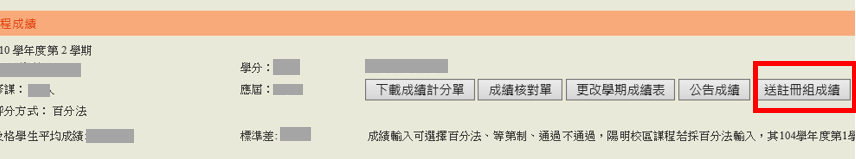 程成績
10 學年度第 2 學期
學分：
修課： 人
應屆：
下載成績計分單 成績核對單 更改學期成績表 公告成績 送註冊組成績
評分方式： 百分法
及格學生平均成績:
標準差:
成績輸入可選擇百分法、等第制、通過不通過，陽明校區課程若採百分法輸入，其104學年度第1學